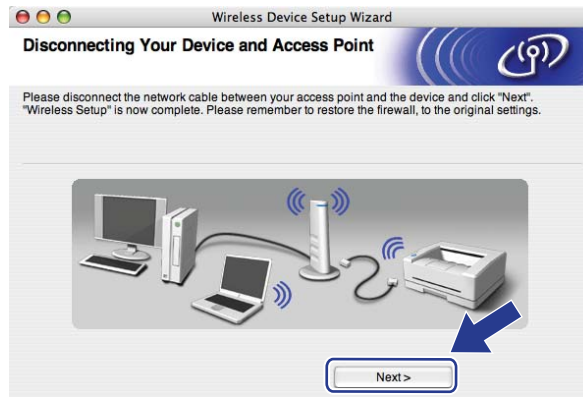 Wireless Device Setup Wizard
Disconnecting Your Device and Access Point
Please disconnect the network cable between your access point and the device and click "Next".
"Wireless Setup" is now complete. Please remember to restore the firewall, to the original settings.
Next >